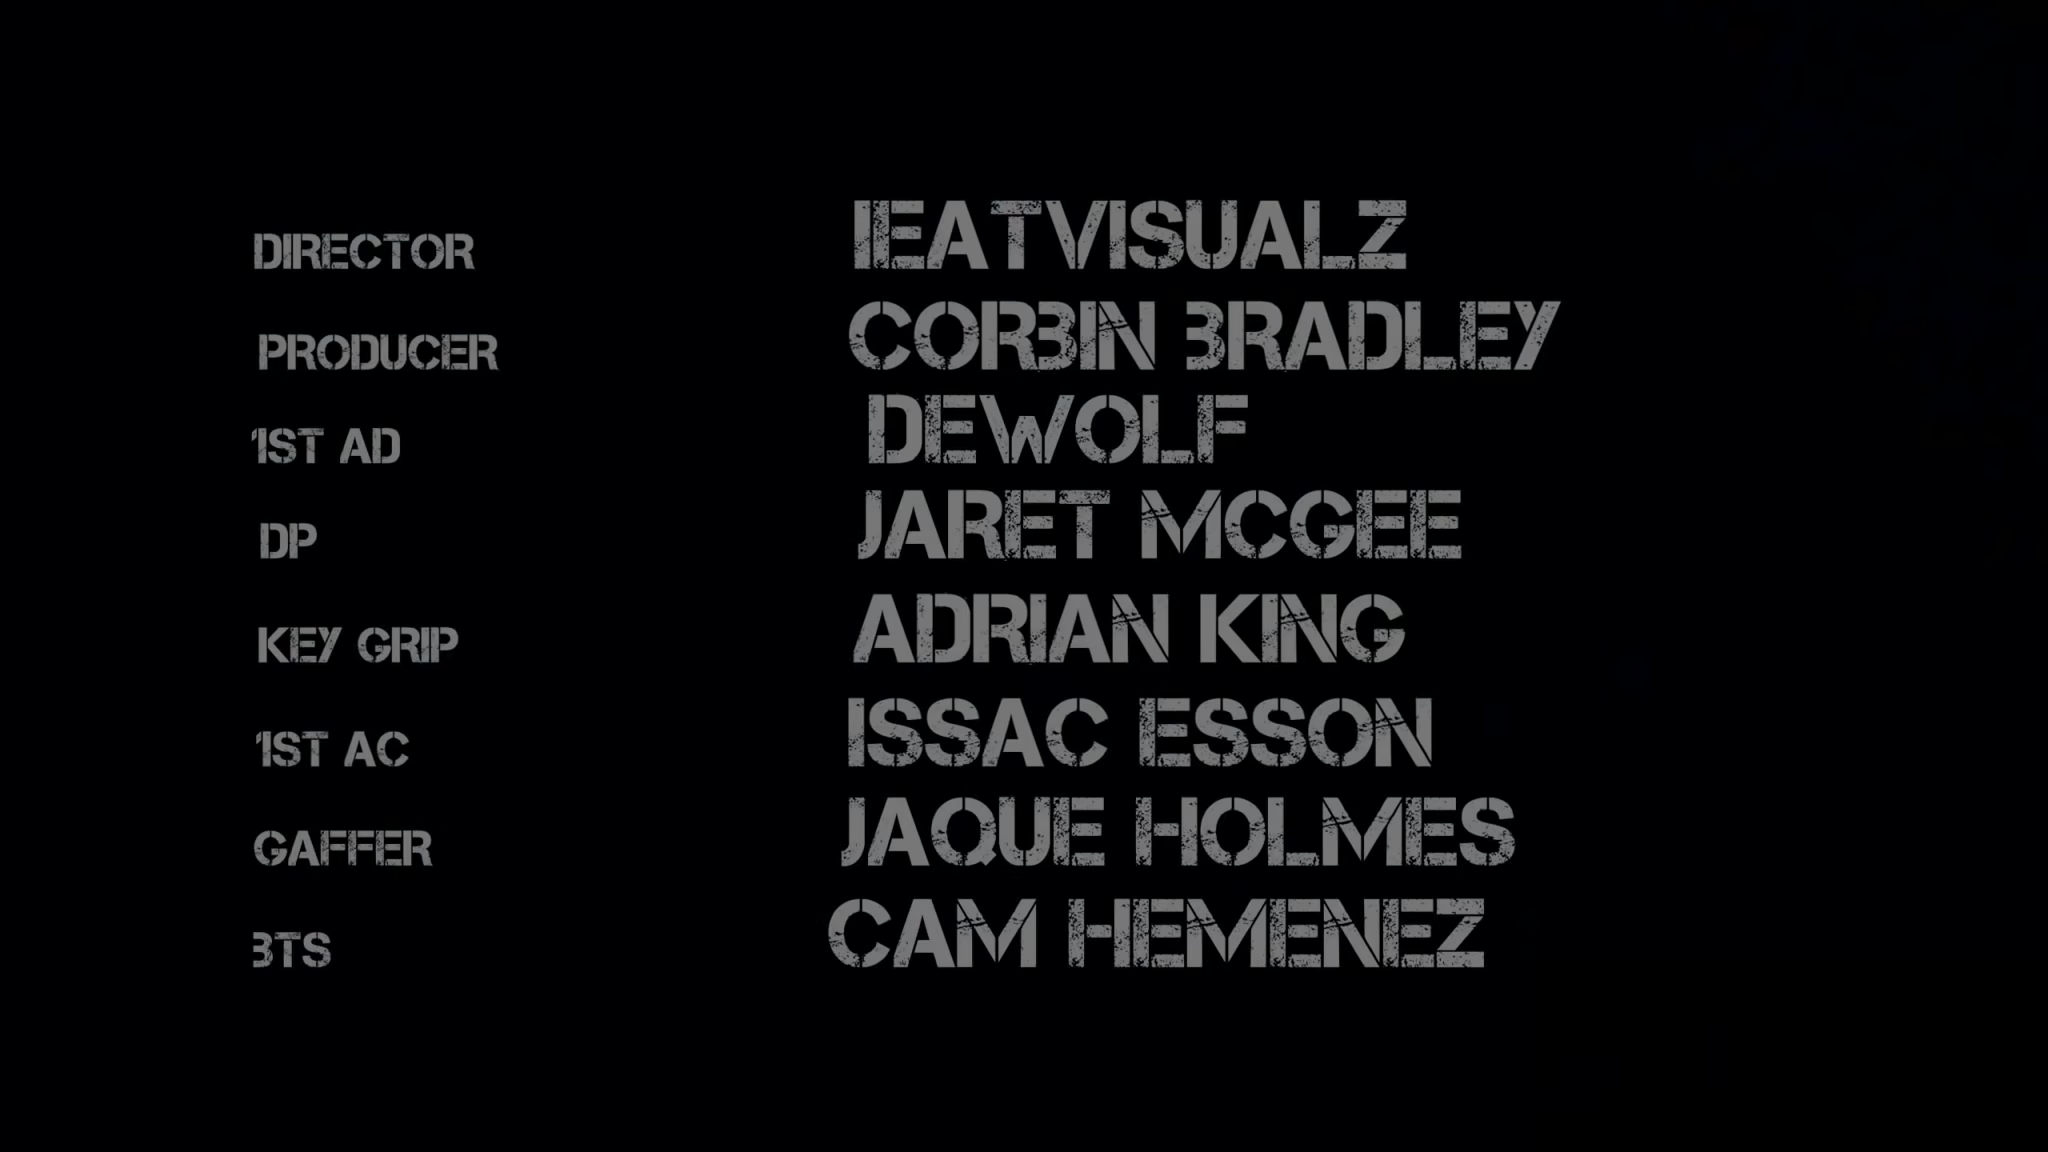 DIRECTOR IEATVISUALZ
PRODUCER CORBIN BRADLEY
1ST AD DEWOLF
DP JARET MCGEE
KEY GRIP ADRIAN KING
1ST AC ISSAC ESSON
GAFFER JAQUE HOLMES
BTS CAM HEMENEZ